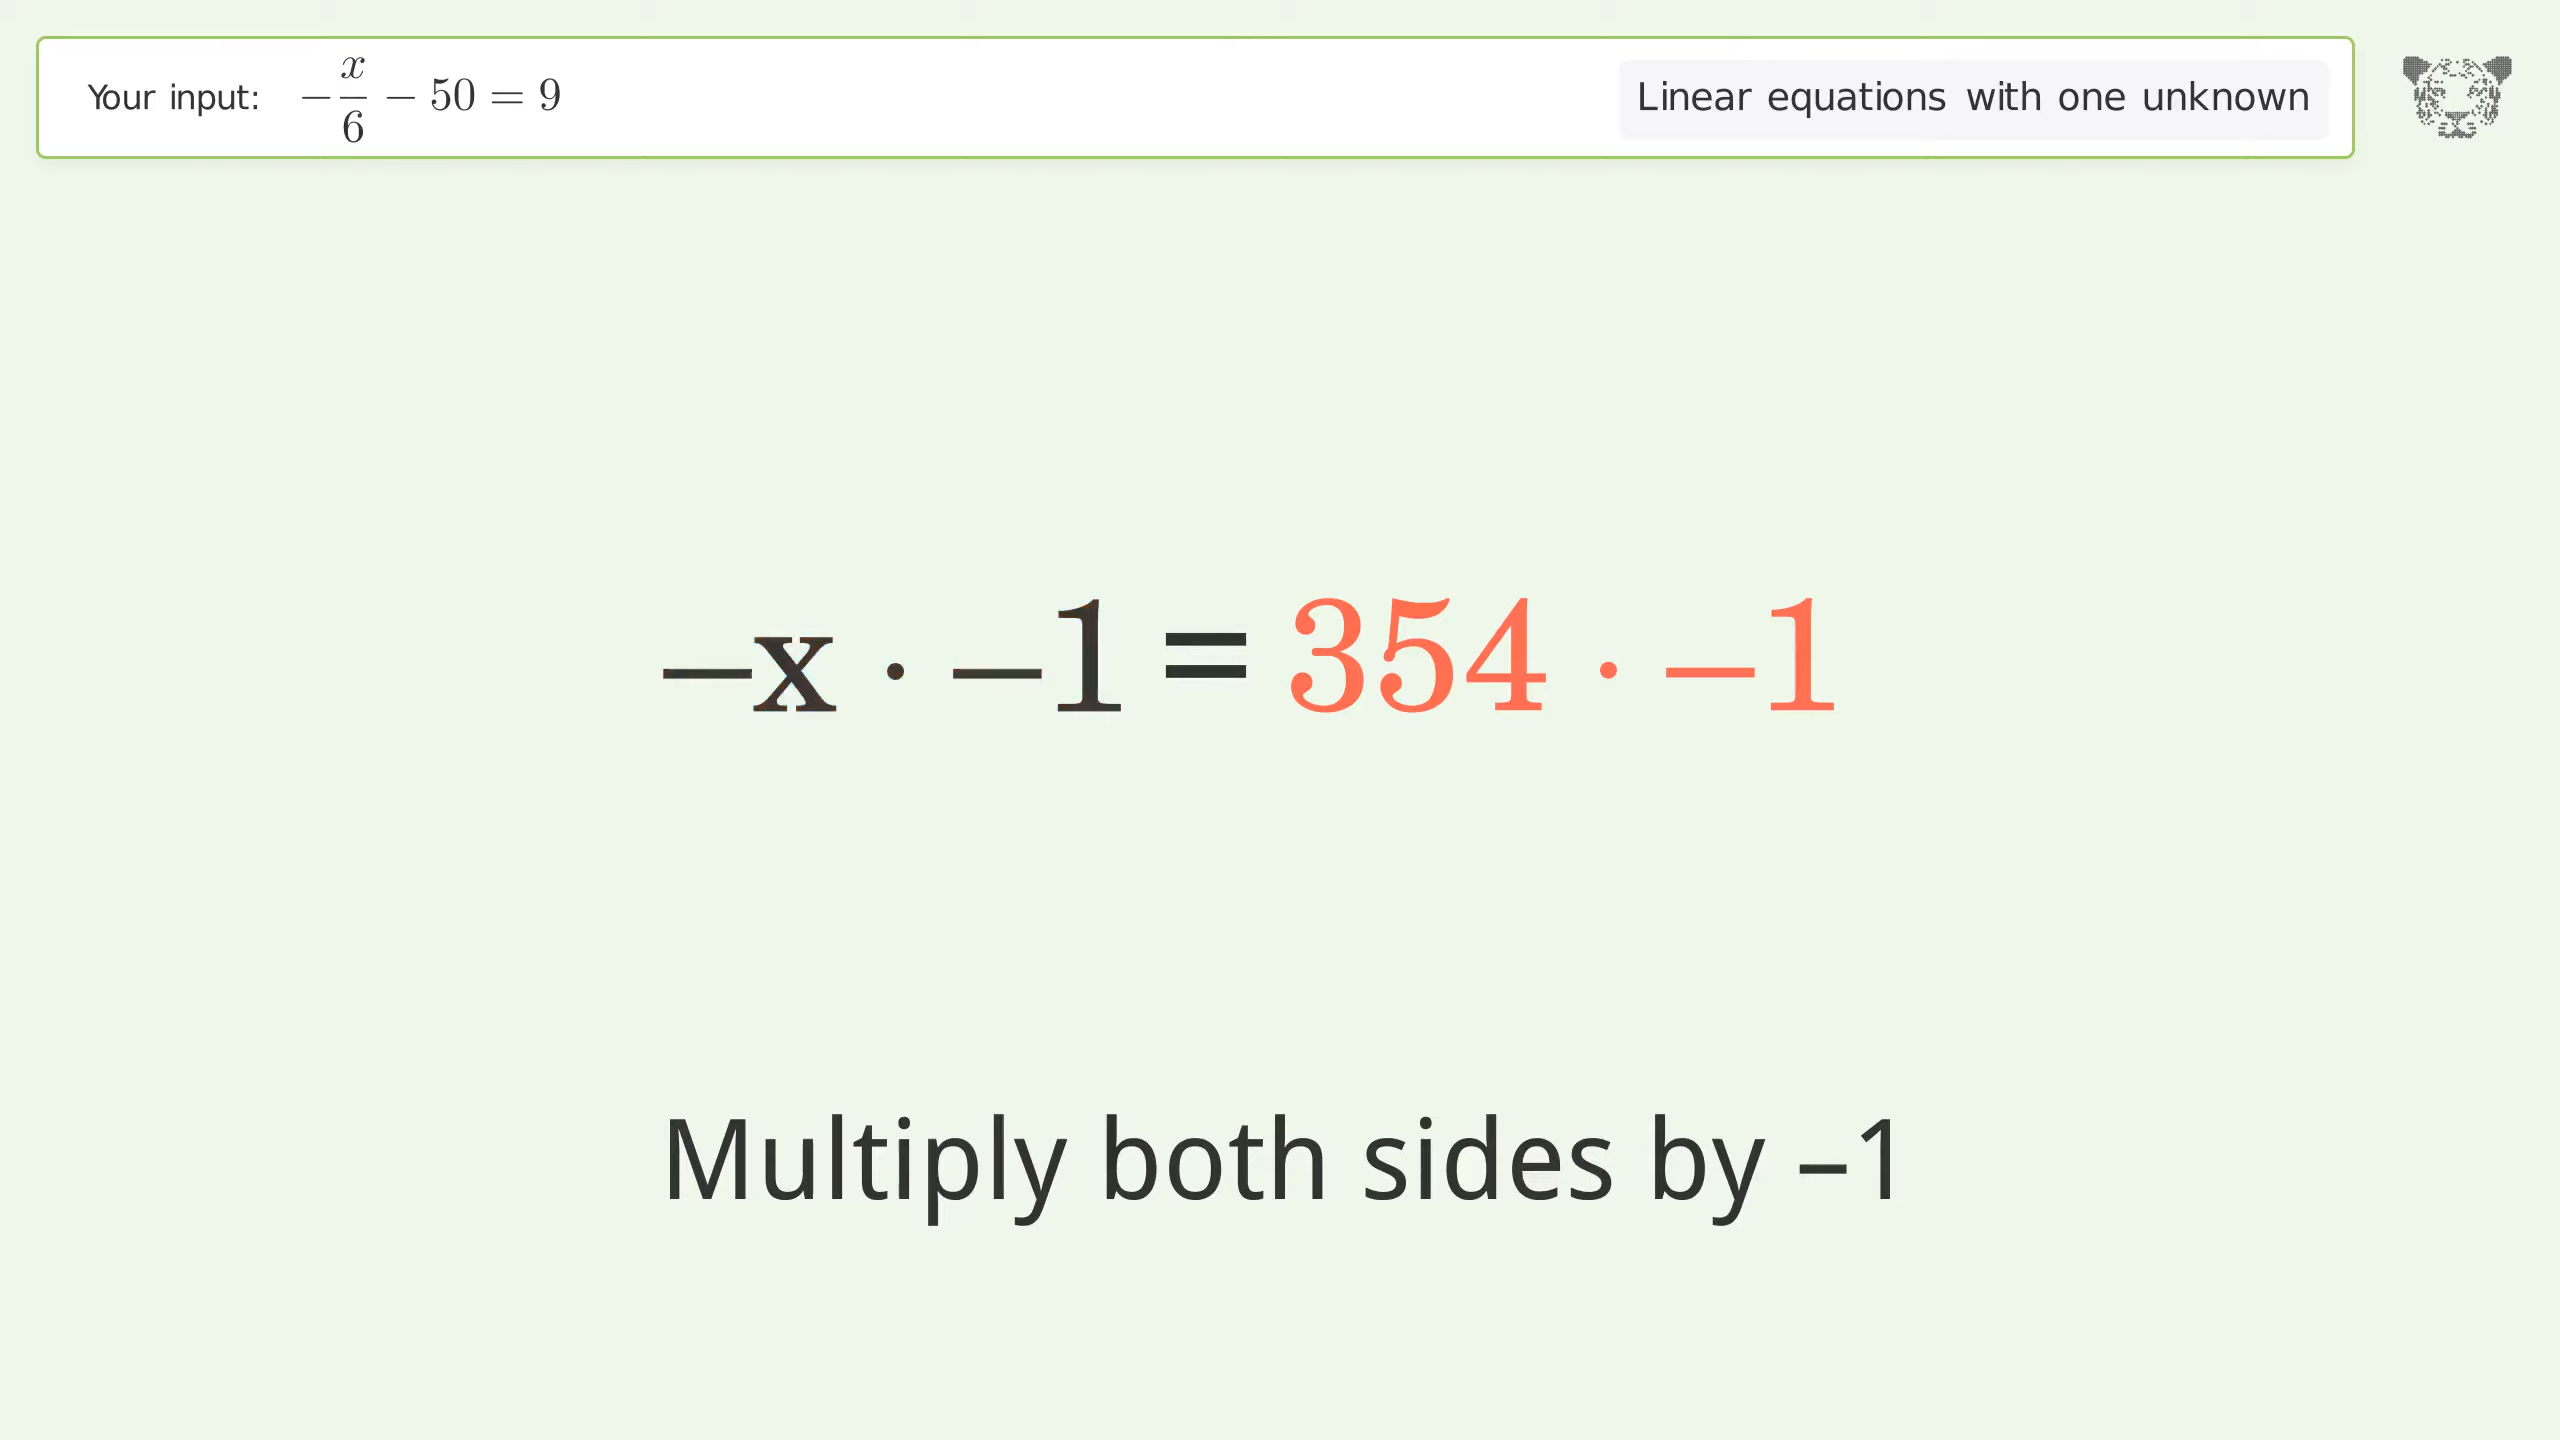 Your input: -x/6 - 50 = 9
Linear equations with one unknown
–x · –1 = 354 · –1
Multiply both sides by –1